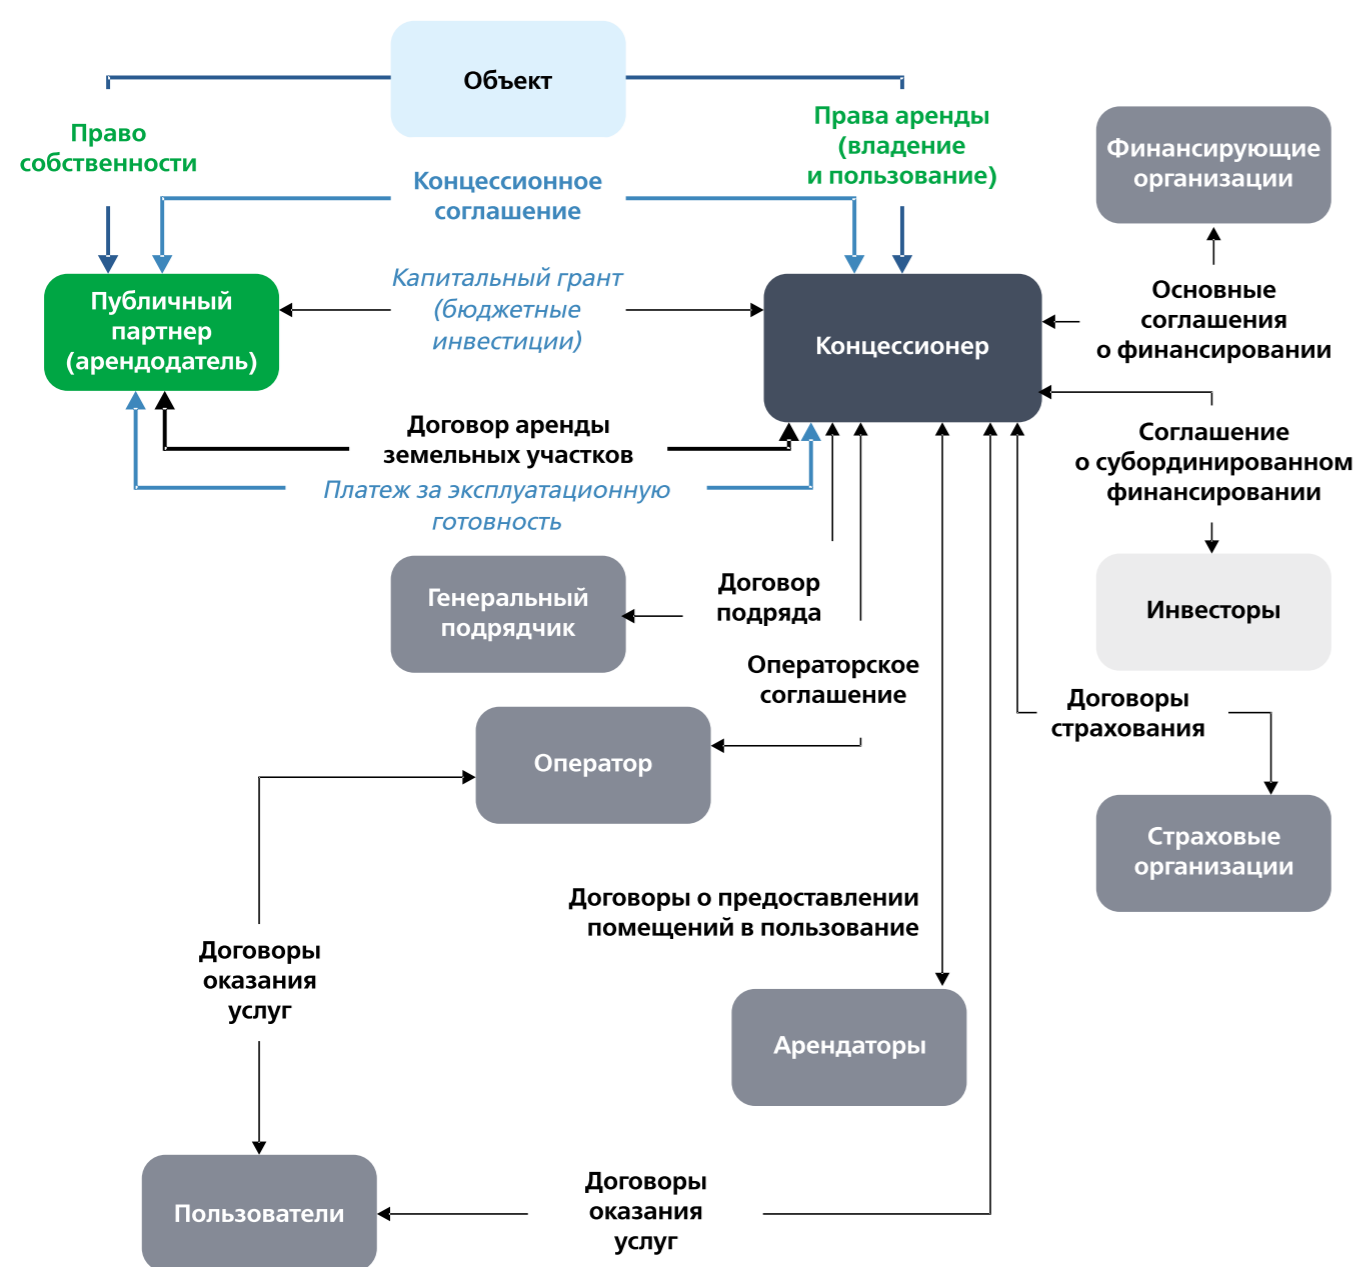 Объект
Право
собственности
Права аренды
(владение
и пользование)
Финансирующие
организации
Концессионное
соглашение
Капитальный грант
(бюджетные
инвестиции)
Публичный
партнер
(арендодатель)
Концессионер
Основные
соглашения
о финансировании
Договор аренды
земельных участков
Платеж за эксплуатационную
готовность
Соглашение
о субординированном
финансировании
Генеральный
подрядчик
Договор
подряда
Инвесторы
Операторское
соглашение
Договоры
страхования
Оператор
Страховые
организации
Договоры о предоставлении
помещений в пользование
Договоры
оказания
услуг
Арендаторы
Пользователи
Договоры
оказания
услуг